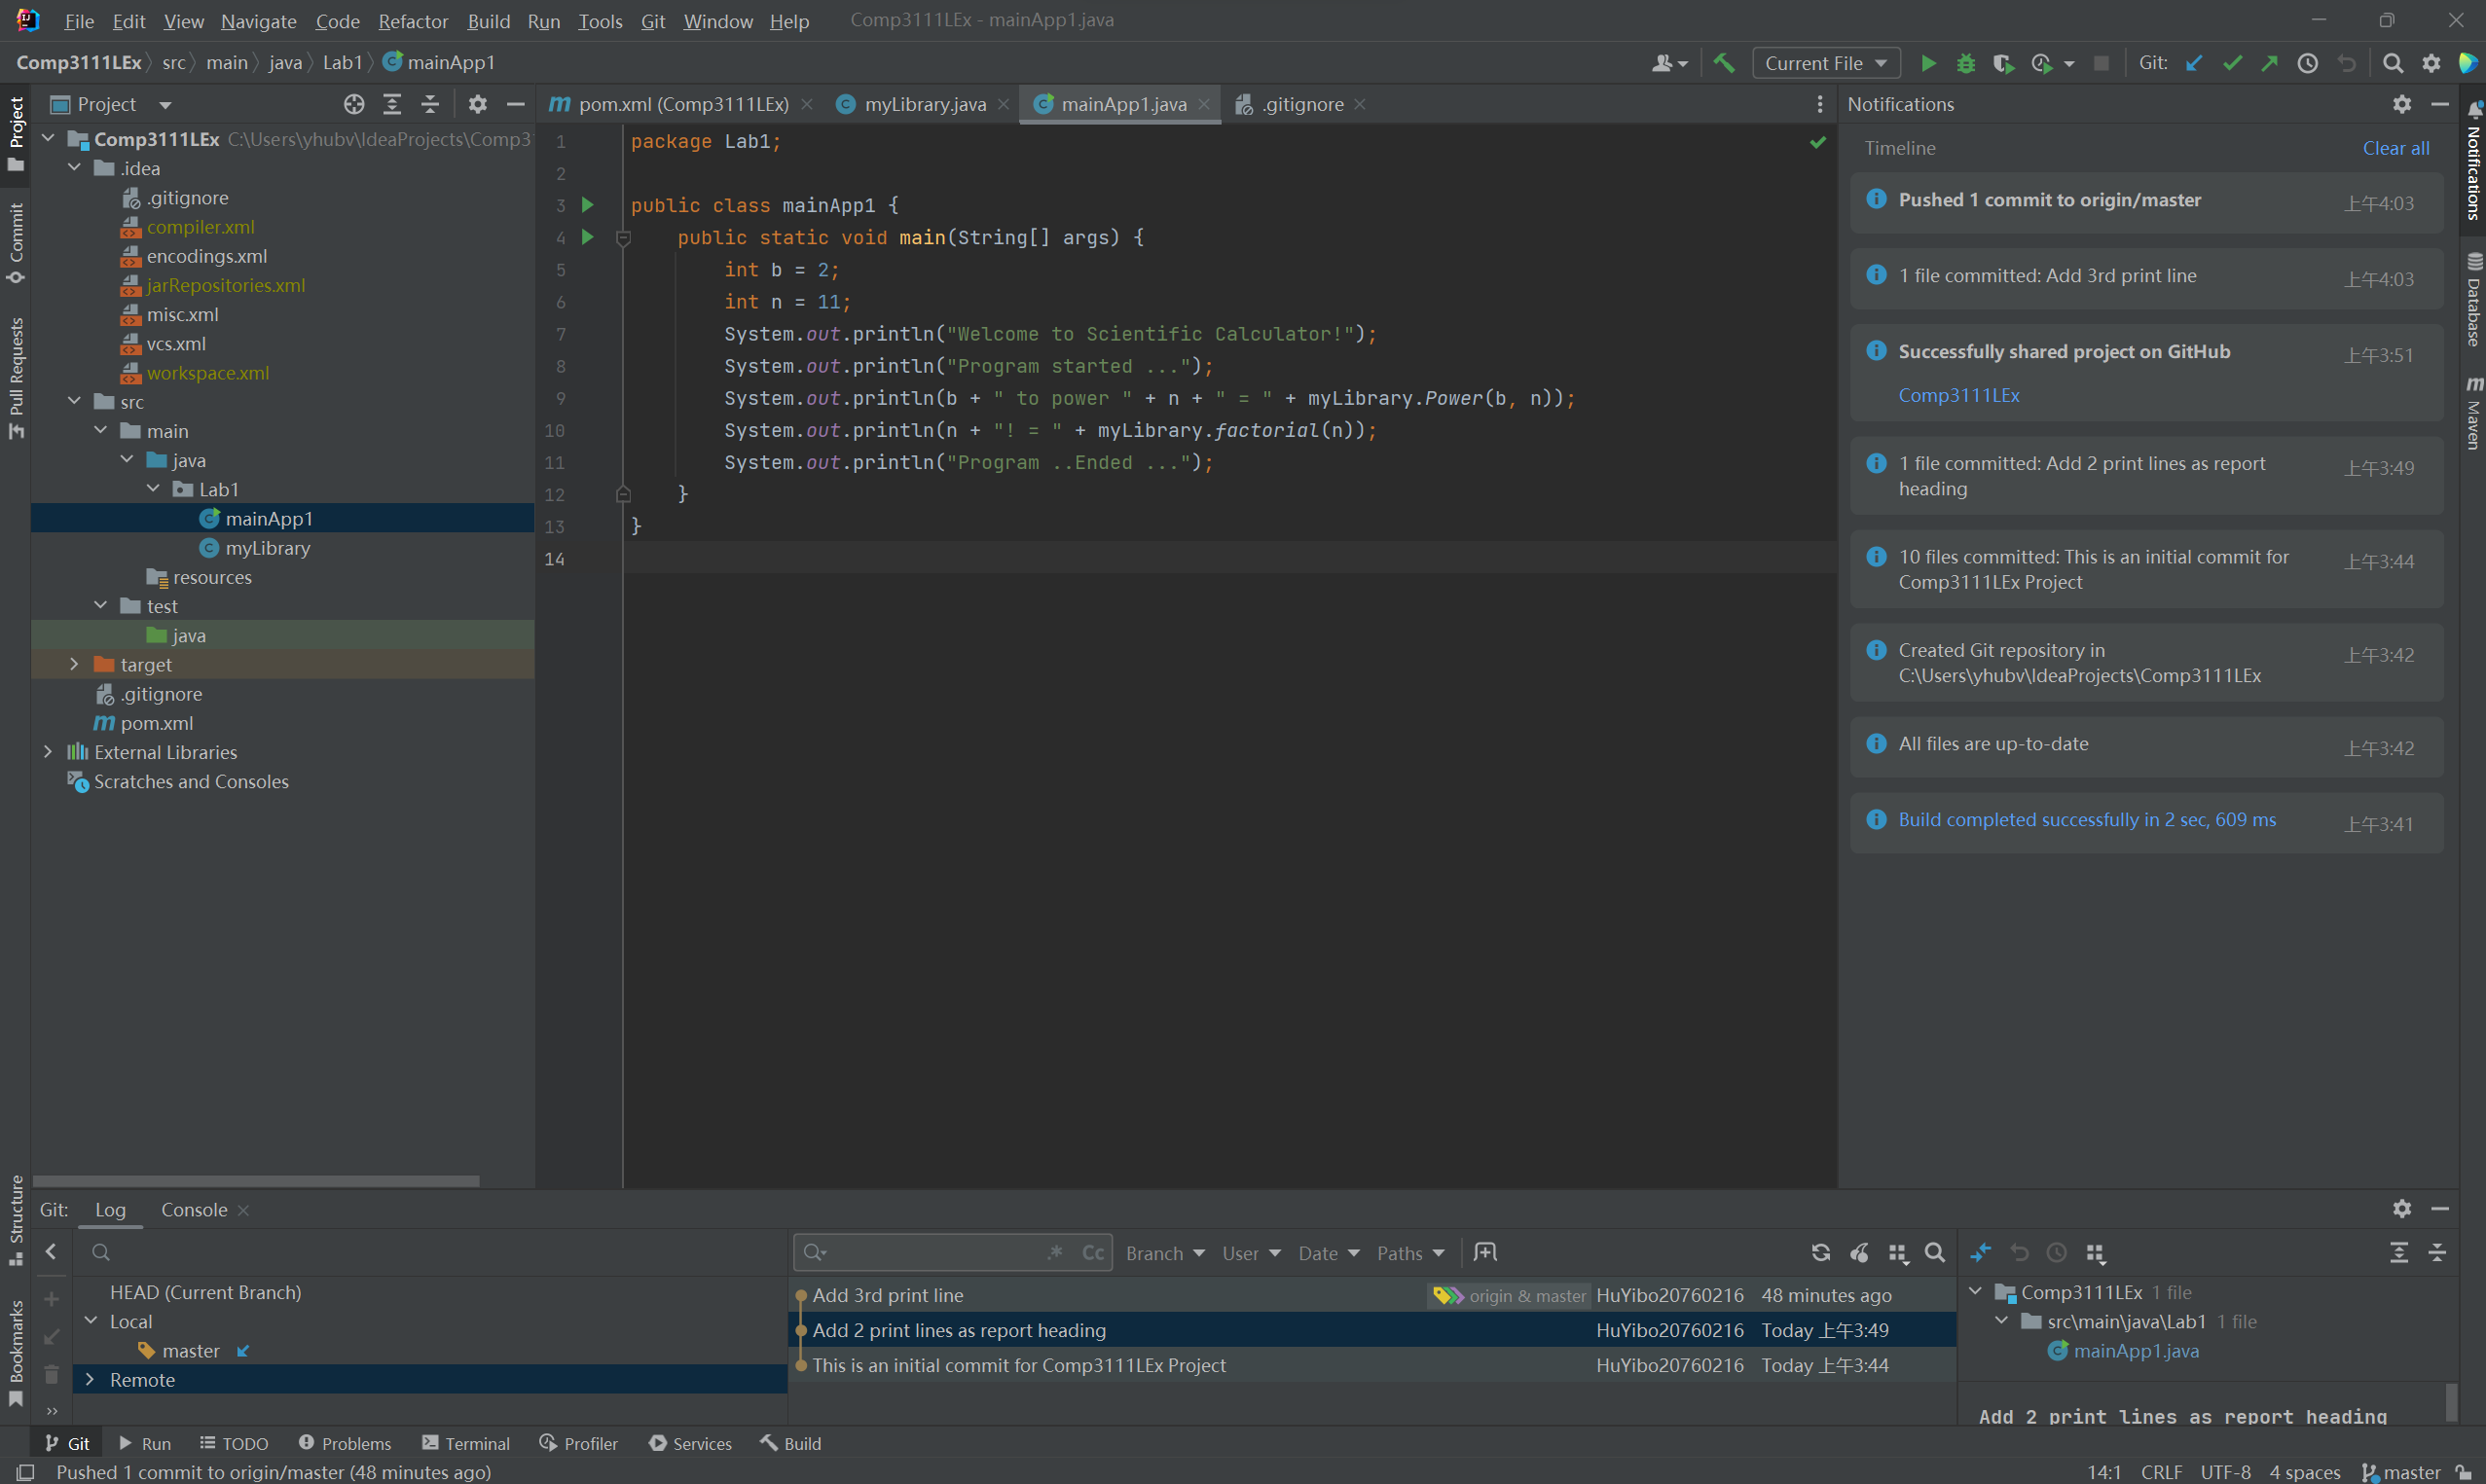 File Edit View Navigate Code Refactor Build Run Tools Git Window Help Comp3111LEx - mainApp1.java
Comp3111LEx src main java Lab1 mainApp1
Current File Git:
Project
pom.xml (Comp3111LEx) myLibrary.java mainApp1.java .gitignore
Notifications
Project
Commit
Pull Requests
Structure
Bookmarks
Comp3111LEx C:\Users\yhubv\IdeaProjects\Comp3
.idea
.gitignore
compiler.xml
encodings.xml
jarRepositories.xml
misc.xml
vcs.xml
workspace.xml
src
main
java
Lab1
mainApp1
myLibrary
resources
test
java
target
.gitignore
pom.xml
External Libraries
Scratches and Consoles
1 package Lab1;
2
3 public class mainApp1 {
4 public static void main(String[] args) {
5 int b = 2;
6 int n = 11;
7 System.out.println("Welcome to Scientific Calculator!");
8 System.out.println("Program started ...");
9 System.out.println(b + " to power " + n + " = " + myLibrary.Power(b, n));
10 System.out.println(n + "! = " + myLibrary.factorial(n));
11 System.out.println("Program ..Ended ...");
12 }
13 }
14
Timeline Clear all
Pushed 1 commit to origin/master 上午4:03
1 file committed: Add 3rd print line 上午4:03
Successfully shared project on GitHub 上午3:51
Comp3111LEx
1 file committed: Add 2 print lines as report 上午3:49
heading
10 files committed: This is an initial commit for 上午3:44
Comp3111LEx Project
Created Git repository in 上午3:42
C:\Users\yhubv\IdeaProjects\Comp3111LEx
All files are up-to-date 上午3:42
Build completed successfully in 2 sec, 609 ms 上午3:41
Notifications
Database
Maven
Git: Log Console
.* Cc Branch User Date Paths
HEAD (Current Branch)
Local
master
Remote
Add 3rd print line origin & master HuYibo20760216 48 minutes ago
Add 2 print lines as report heading HuYibo20760216 Today 上午3:49
This is an initial commit for Comp3111LEx Project HuYibo20760216 Today 上午3:44
Comp3111LEx 1 file
src\main\java\Lab1 1 file
mainApp1.java
Add 2 print lines as report heading
Git Run TODO Problems Terminal Profiler Services Build
Pushed 1 commit to origin/master (48 minutes ago) 14:1 CRLF UTF-8 4 spaces master